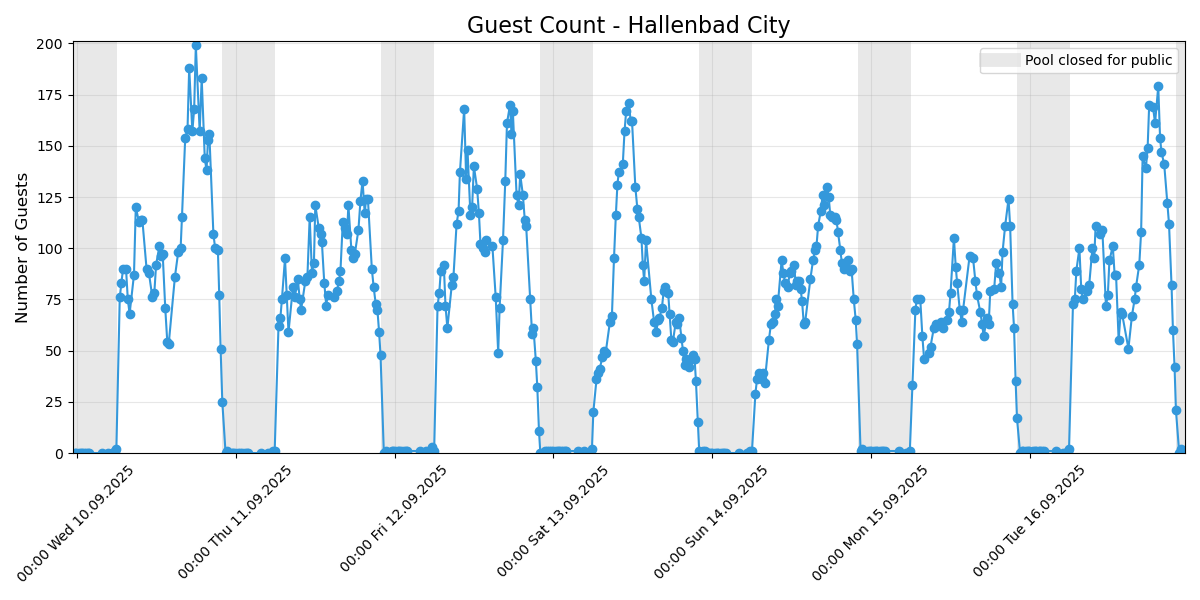 Guest Count - Hallenbad City
Pool closed for public
Number of Guests
200
175
150
125
100
75
50
25
0
00:00 Wed 10.09.2025
00:00 Thu 11.09.2025
00:00 Fri 12.09.2025
00:00 Sat 13.09.2025
00:00 Sun 14.09.2025
00:00 Mon 15.09.2025
00:00 Tue 16.09.2025